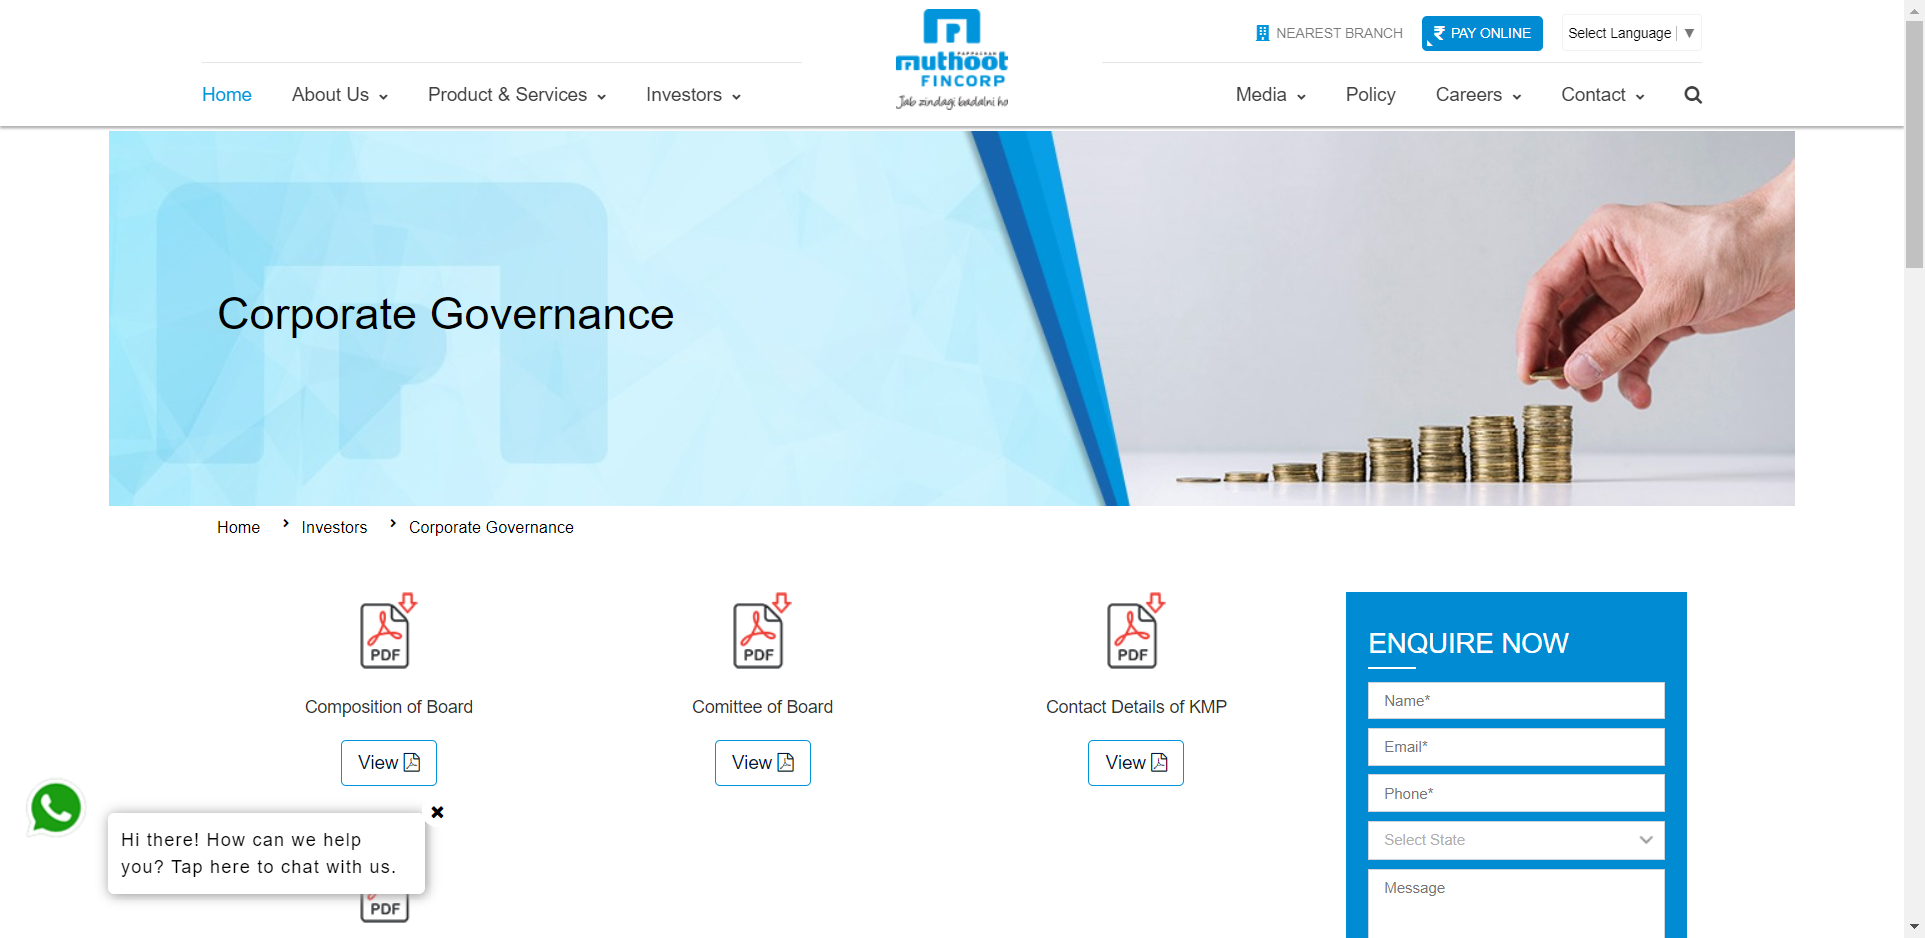 NEAREST BRANCH
PAY ONLINE
Select Language
▼
PAPPACHAN
muthoot
FINCORP
Jab zindagi badalni ho
Home
About Us
Product & Services
Investors
Media
Policy
Careers
Contact
Corporate Governance
Home
Investors
Corporate Governance
PDF
PDF
PDF
Composition of Board
Comittee of Board
Contact Details of KMP
View
View
View
ENQUIRE NOW
Name*
Email*
Phone*
Select State
Message
Hi there! How can we help
you? Tap here to chat with us.
PDF